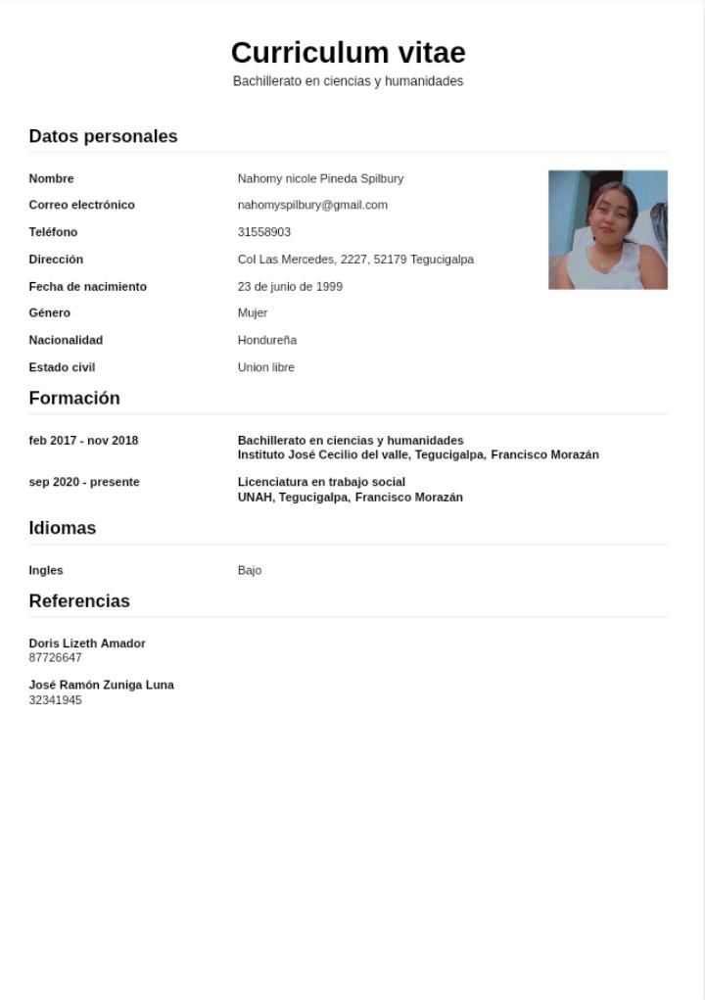 Curriculum vitae
Bachillerato en ciencias y humanidades
Datos personales
Nombre Nahomy nicole Pineda Spilbury
Correo electrónico nahomyspilbury@gmail.com
Teléfono 31558903
Dirección Col Las Mercedes, 2227, 52179 Tegucigalpa
Fecha de nacimiento 23 de junio de 1999
Género Mujer
Nacionalidad Hondureña
Estado civil Union libre
Formación
feb 2017 - nov 2018 Bachillerato en ciencias y humanidades
Instituto José Cecilio del valle, Tegucigalpa, Francisco Morazán
sep 2020 - presente Licenciatura en trabajo social
UNAH, Tegucigalpa, Francisco Morazán
Idiomas
Ingles Bajo
Referencias
Doris Lizeth Amador
87726647
José Ramón Zuniga Luna
32341945